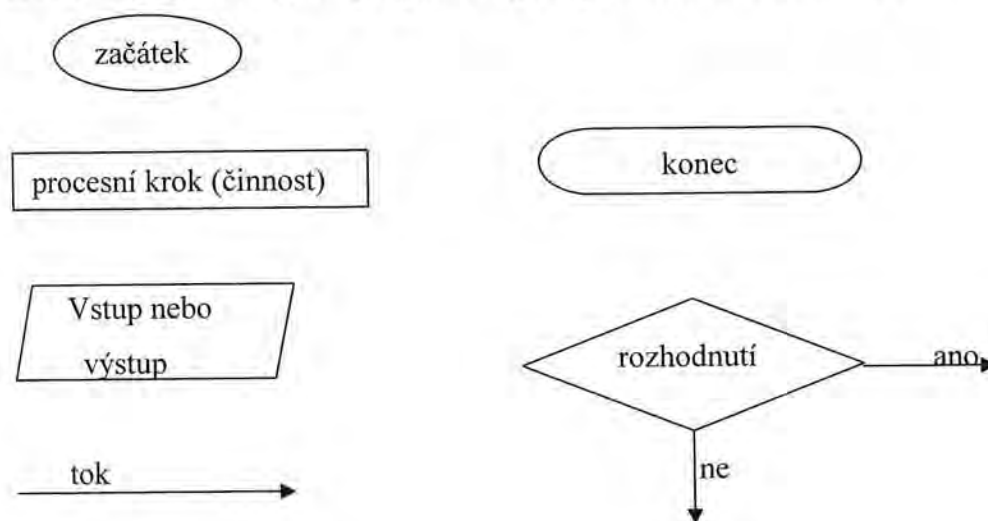 začátek
procesní krok (činnost)
konec
Vstup nebo
výstup
rozhodnutí
ano
tok
ne